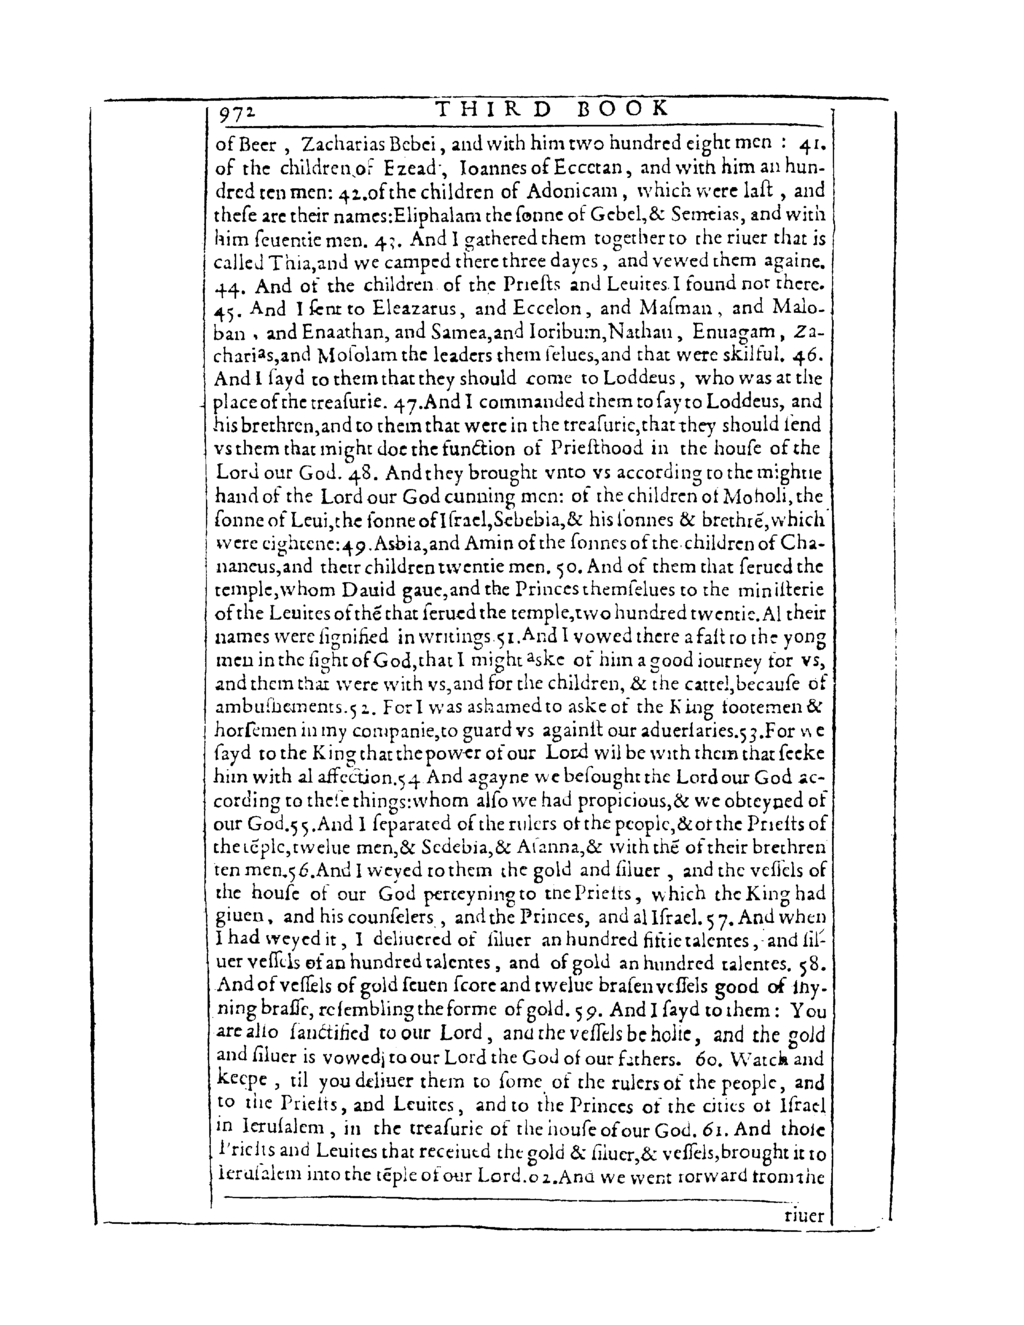 972 THIRD BOOK
of Beer , Zacharias Bebei, and with him two hundred eight men : 41.
of the children of Ezead, Ioannes of Eccetan, and with him an hun-
dred ten men: 42.of the children of Adonicam, which were laſt , and
theſe are their names:Eliphalam the ſonne of Gebel,& Semeias, and with
him ſeuentie men. 43. And I gathered them together to the riuer that is
called Thia,and we camped there three dayes, and vewed them againe.
44. And of the children of the Prieſts and Leuites I found not there.
45. And I ſent to Eleazarus, and Eccelon, and Maſman, and Malo-
ban , and Enaathan, and Samea,and Ioribum,Nathan, Enuagam, Za-
charias,and Moſolam the leaders them ſelues,and that were skilful. 46.
And I ſayd to them that they should come to Loddeus, who was at the
place of the treaſurie. 47.And I commanded them to ſay to Loddeus, and
his brethren,and to them that were in the treaſurie,that they should ſend
vs them that might doe the function of Prieſthood in the houſe of the
Lord our God. 48. And they brought vnto vs according to the mightie
hand of the Lord our God cunning men: of the children of Moholi, the
ſonne of Leui,the ſonne of Iſrael,Sebebia,& his ſonnes & brethrē,which
were eightene:49.Asbia,and Amin of the ſonnes of the children of Cha-
naneus,and their children twentie men. 50. And of them that ſerued the
temple,whom Dauid gaue,and the Princes themſelues to the miniſterie
of the Leuites of thē that ſerued the temple,two hundred twentie. Al their
names were ſignified in writings.51.And I vowed there a faſt to the yong
men in the ſight of God,that I might aske of him a good iourney for vs,
and them that were with vs,and for the children, & the cattel,becauſe of
ambuſhements.52. For I was ashamed to aske of the King footemen &
horſemen in my companie,to guard vs againſt our aduerſaries.53.For we
ſayd to the King that the power of our Lord wil be with them that ſeeke
him with al affection.54 And agayne we beſought the Lord our God ac-
cording to theſe things:whom alſo we had propicious,& we obteyned of
our God.55.And I ſeparated of the rulers of the people,& of the Prieſts of
the tēple,twelue men,& Sedebia,& Aſanna,& with thē of their brethren
ten men.56.And I weyed to them the gold and ſiluer , and the veſſels of
the houſe of our God perteyning to the Prieſts, which the King had
giuen, and his counſelers , and the Princes, and al Iſrael. 57. And when
I had weyed it, I deliuered of ſiluer an hundred fiftie talentes, and ſil-
uer veſſels of an hundred talentes, and of gold an hundred talentes. 58.
And of veſſels of gold ſeuen ſcore and twelue braſen veſſels good of ſhy-
ning braſſe, reſembling the forme of gold. 59. And I ſayd to them: You
are alſo ſanctified to our Lord, and the veſſels be holie, and the gold
and ſiluer is vowed to our Lord the God of our fathers. 60. Watch and
keepe , til you deliuer them to ſome of the rulers of the people, and
to the Prieſts, and Leuites, and to the Princes of the cities of Iſrael
in Ieruſalem, in the treaſurie of the houſe of our God. 61. And thoſe
Prieſts and Leuites that receiued the gold & ſiluer,& veſſels,brought it to
Ieruſalem into the tēple of our Lord.62.And we went forward from the
riuer